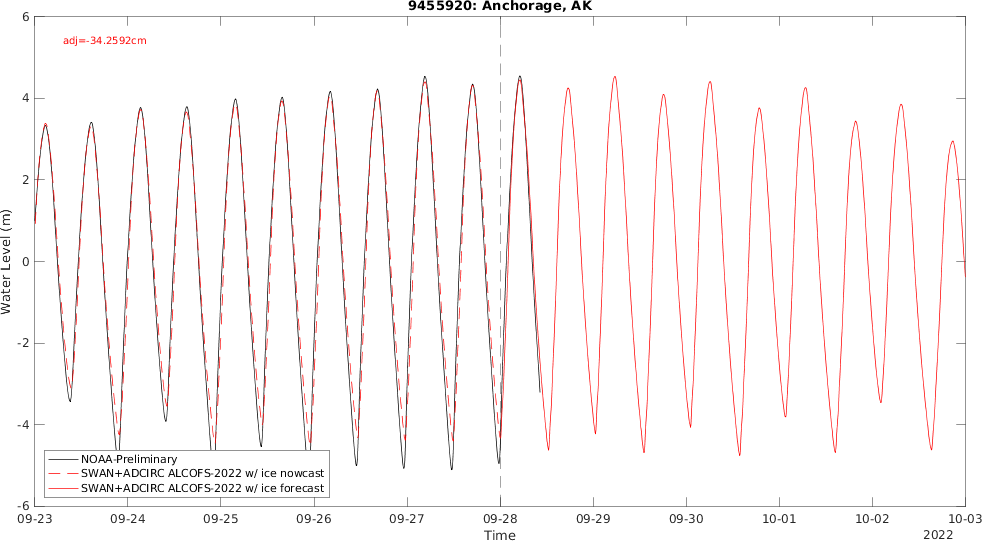 9455920: Anchorage, AK
adj=-34.2592cm
6
4
2
0
-2
-4
-6
Water Level (m)
NOAA-Preliminary
SWAN+ADCIRC ALCOFS-2022 w/ ice nowcast
SWAN+ADCIRC ALCOFS-2022 w/ ice forecast
09-23 09-24 09-25 09-26 09-27 09-28 09-29 09-30 10-01 10-02 10-03
Time
2022